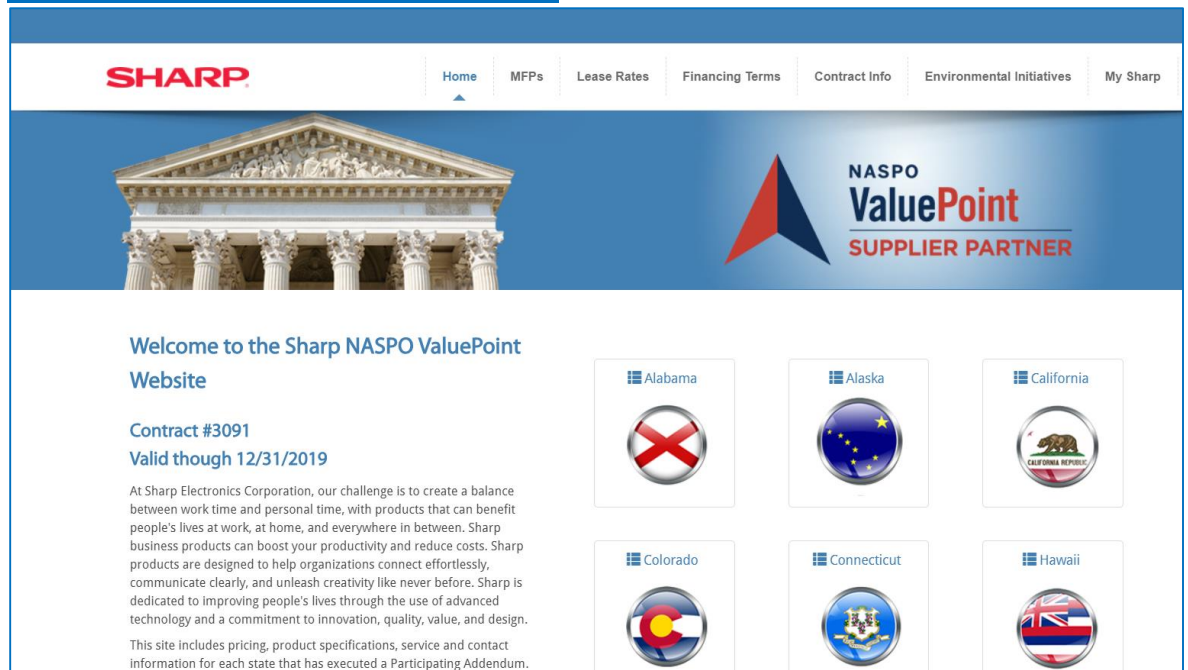 SHARP
Home MFPs Lease Rates Financing Terms Contract Info Environmental Initiatives My Sharp
NASPO
ValuePoint
SUPPLIER PARTNER
Welcome to the Sharp NASPO ValuePoint
Website
Contract #3091
Valid though 12/31/2019
At Sharp Electronics Corporation, our challenge is to create a balance
between work time and personal time, with products that can benefit
people's lives at work, at home, and everywhere in between. Sharp
business products can boost your productivity and reduce costs. Sharp
products are designed to help organizations connect effortlessly,
communicate clearly, and unleash creativity like never before. Sharp is
dedicated to improving people's lives through the use of advanced
technology and a commitment to innovation, quality, value, and design.
This site includes pricing, product specifications, service and contact
information for each state that has executed a Participating Addendum.
Alabama
Alaska
California
CALIFORNIA REPUBLIC
Colorado
Connecticut
Hawaii